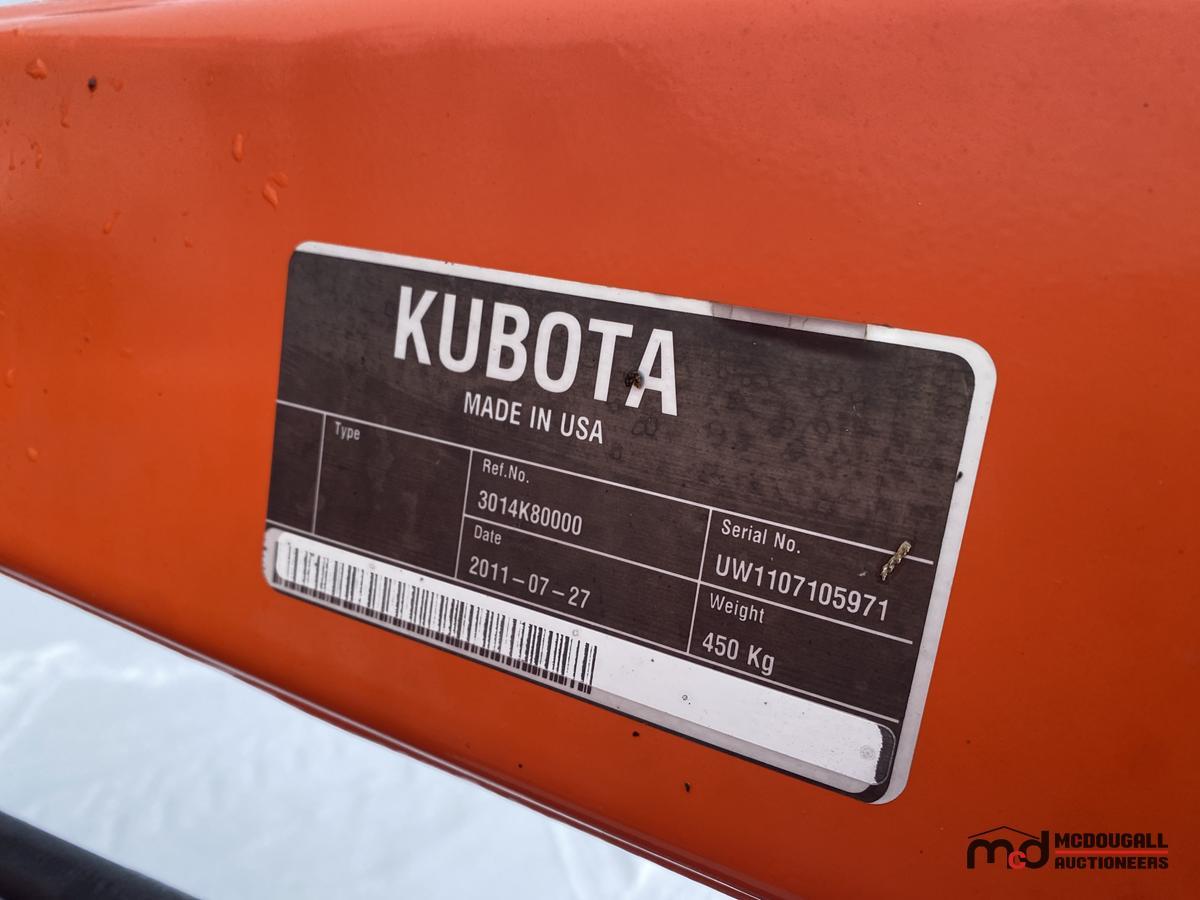 KUBOTA
MADE IN USA
Type
Ref.No.
3014K80000
Date
2011-07-27
Serial No.
UW1107105971
Weight
450 Kg
mcd MCDOUGALL
AUCTIONEERS